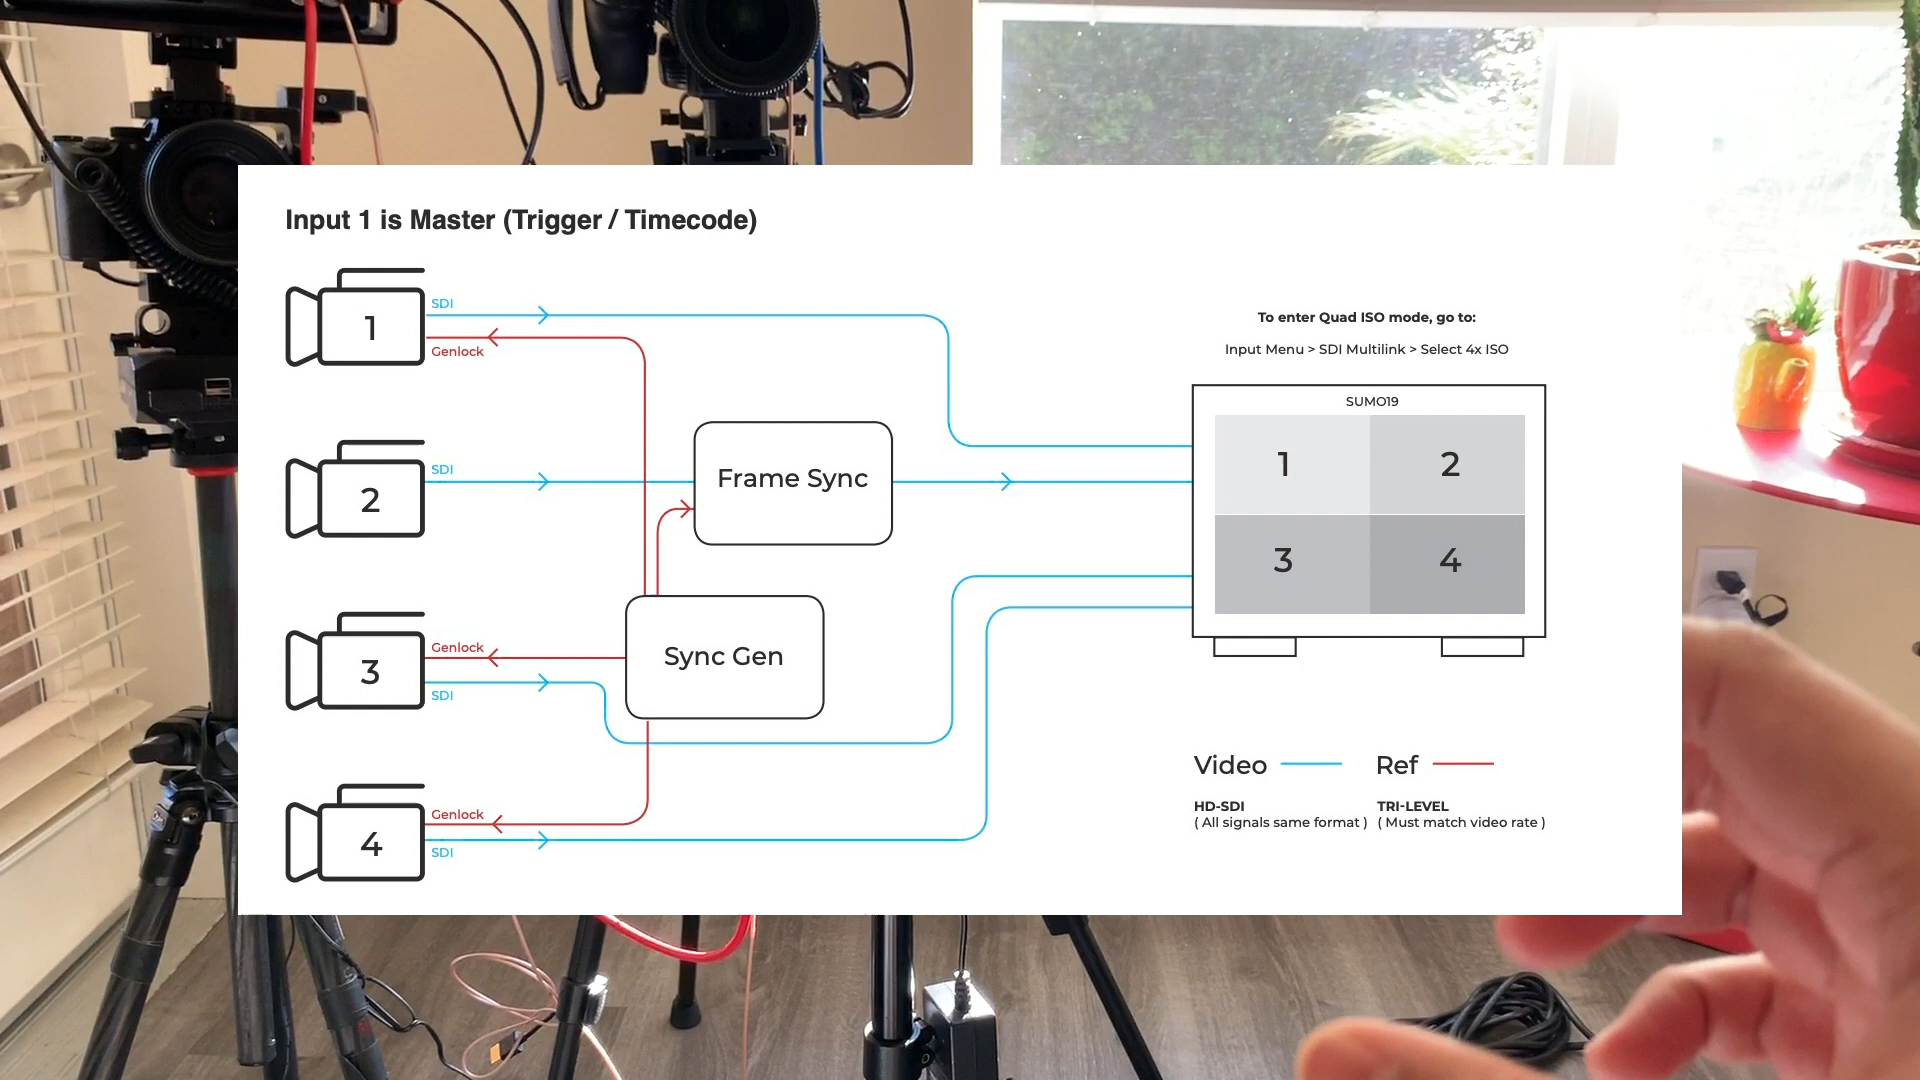 Input 1 is Master (Trigger / Timecode)
1
SDI
Genlock
To enter Quad ISO mode, go to:
Input Menu > SDI Multilink > Select 4x ISO
SUMO19
1
2
3
4
2
SDI
Frame Sync
3
Genlock
SDI
Sync Gen
4
Genlock
SDI
Video
Ref
HD-SDI
( All signals same format )
TRI-LEVEL
( Must match video rate )